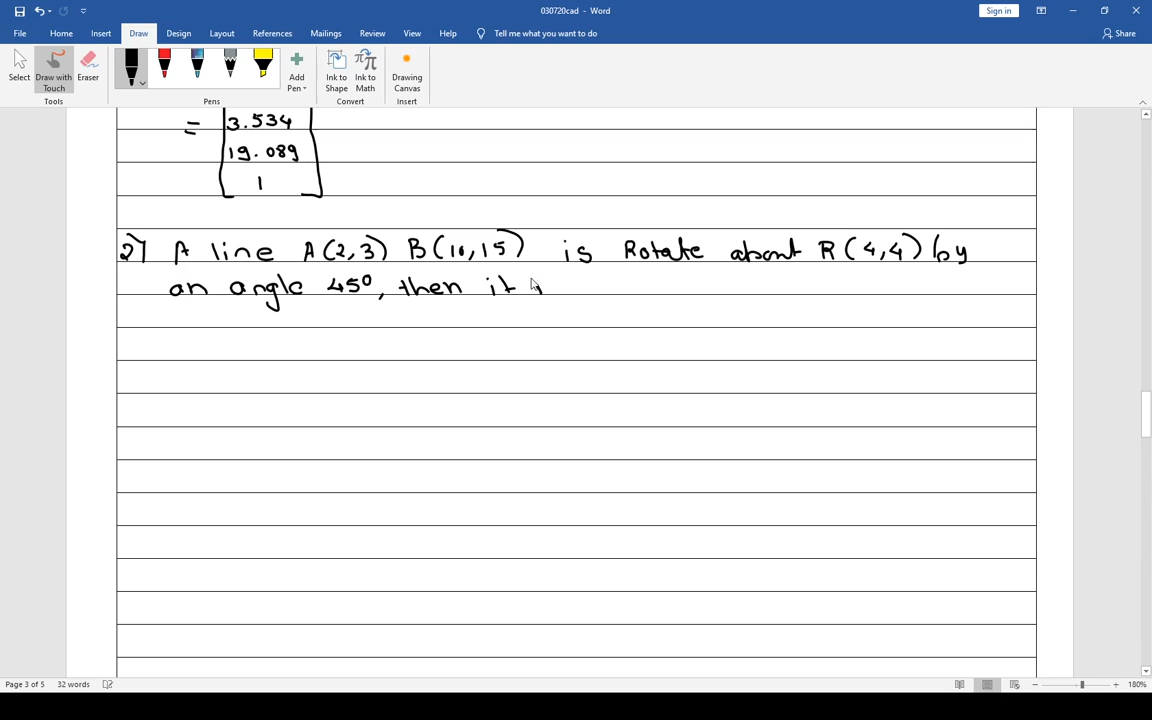 030720cad - Word
Sign in
File Home Insert Draw Design Layout References Mailings Review View Help Tell me what you want to do Share
Select Draw with Touch Eraser Add Pen Ink to Shape Ink to Math Drawing Canvas
Tools Pens Convert Insert
= 3.534
19.089
1
2) A line A(2,3) B(10,15) is Rotate about R(4,4) by
an angle 45°, then it
Page 3 of 5 32 words 180%